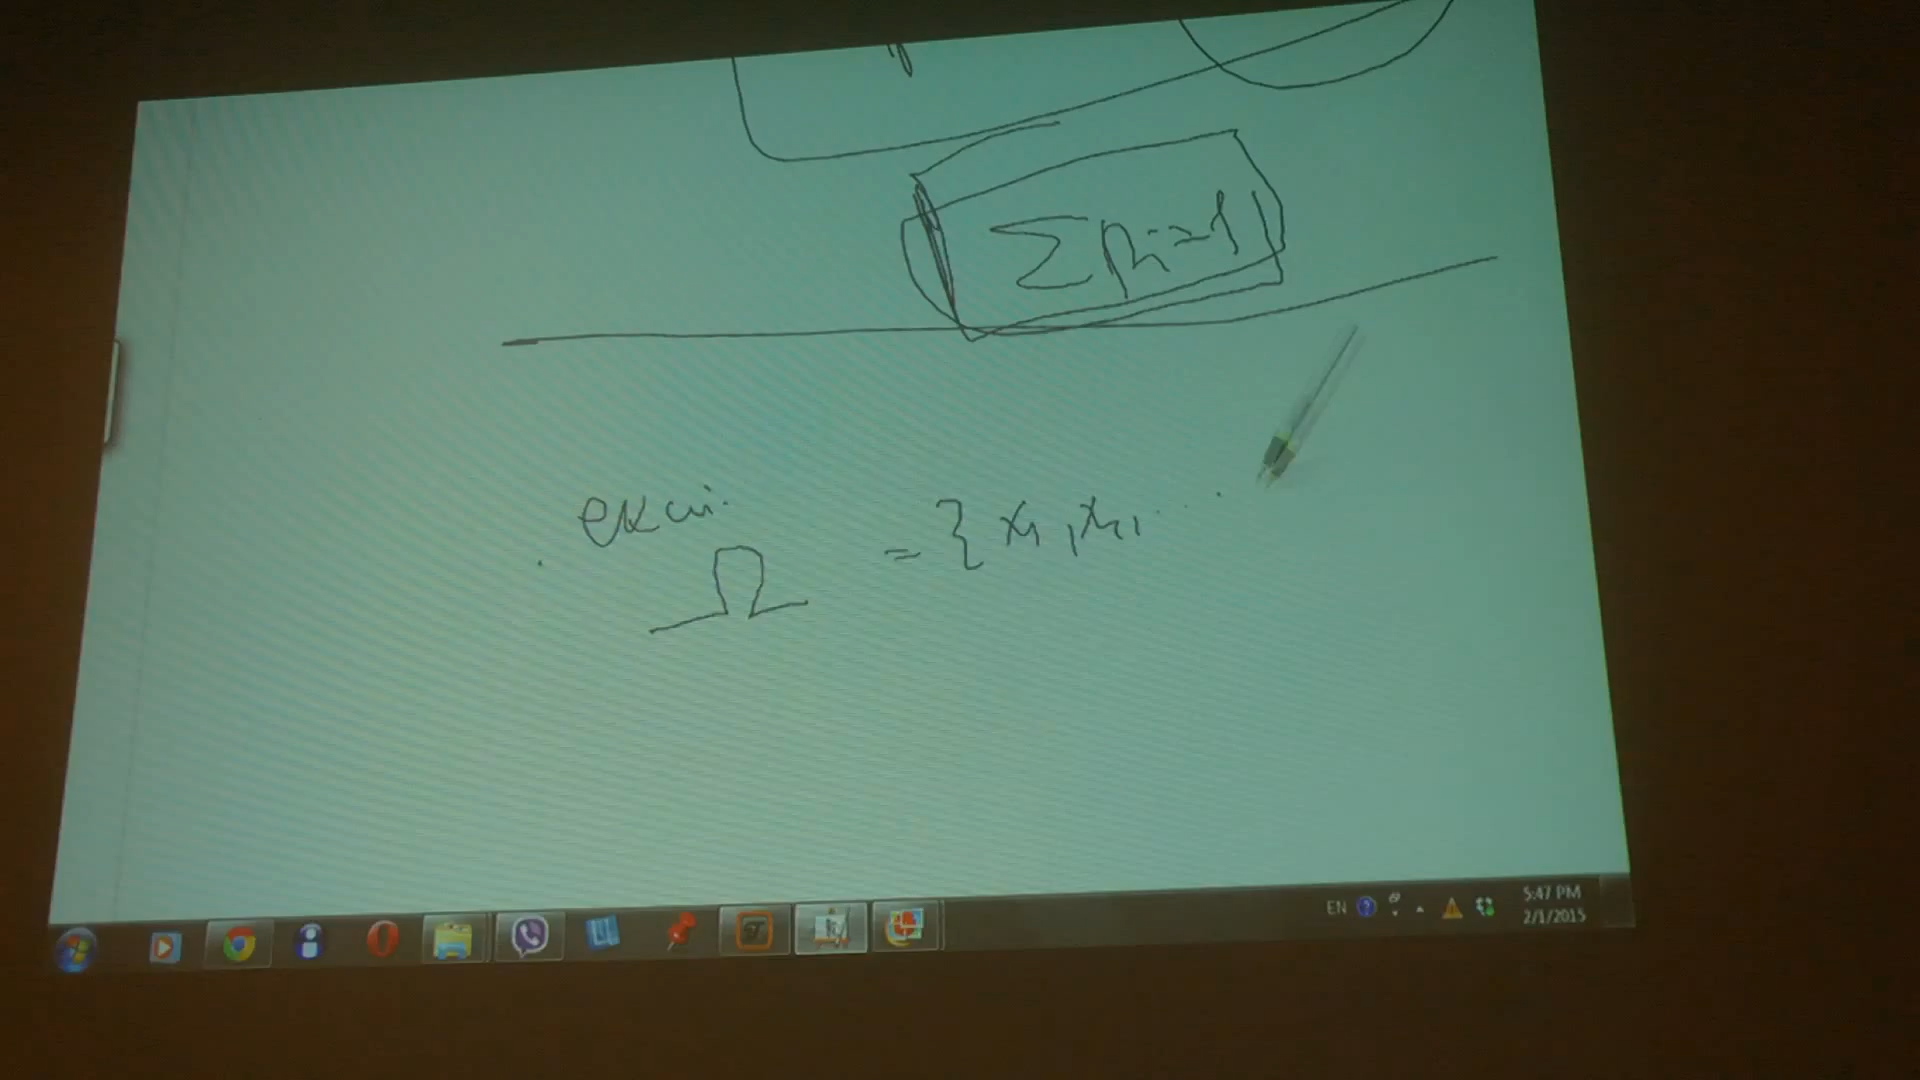 Σpi=1
Ω = { x1, x2, ...
EN
5:47 PM
2/1/2015